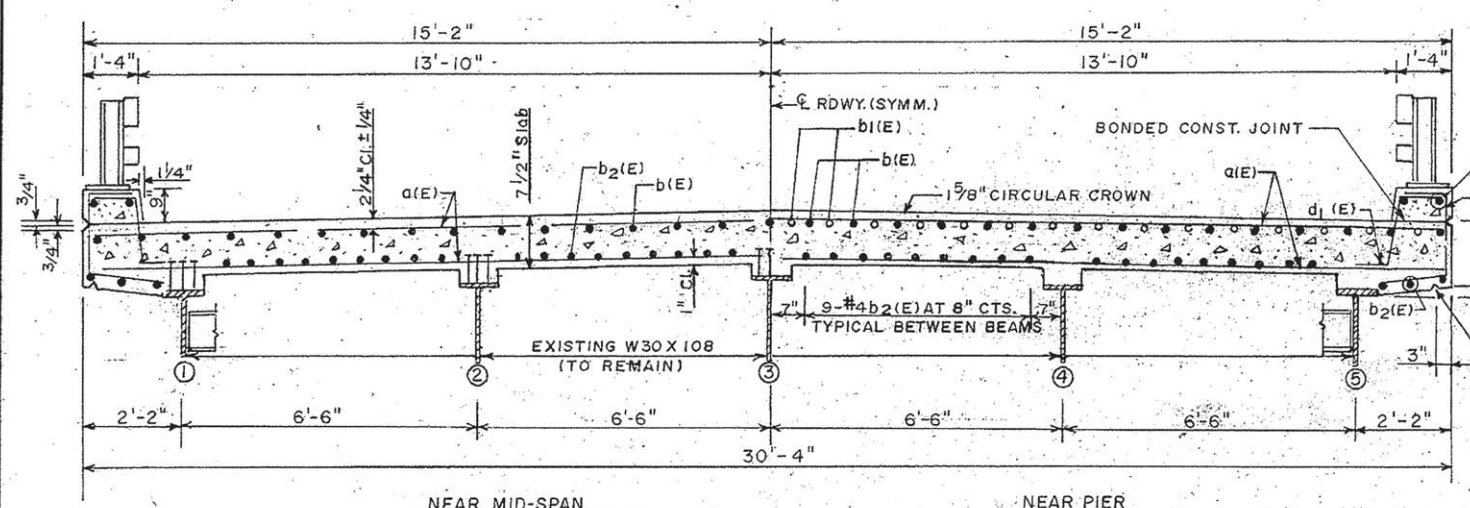 15'-2" 15'-2"
1'-4" 13'-10" 13'-10" 1'-4"
℄ RDWY. (SYMM.)
b1(E)
BONDED CONST. JOINT
b(E)
2 1/4" Cl. ± 1/4"
7 1/2" Slab
1 1/4"
9"
3/4"
3/4"
a(E)
b2(E)
b(E)
1 5/8" CIRCULAR CROWN
a(E)
d1(E)
1" Cl.
7" 9-#4 b2(E) AT 8" CTS. 7"
TYPICAL BETWEEN BEAMS
b2(E)
EXISTING W30 X 108
(TO REMAIN)
3"
1 2 3 4 5
2'-2" 6'-6" 6'-6" 6'-6" 6'-6" 2'-2"
30'-4"
NEAR MID-SPAN NEAR PIER